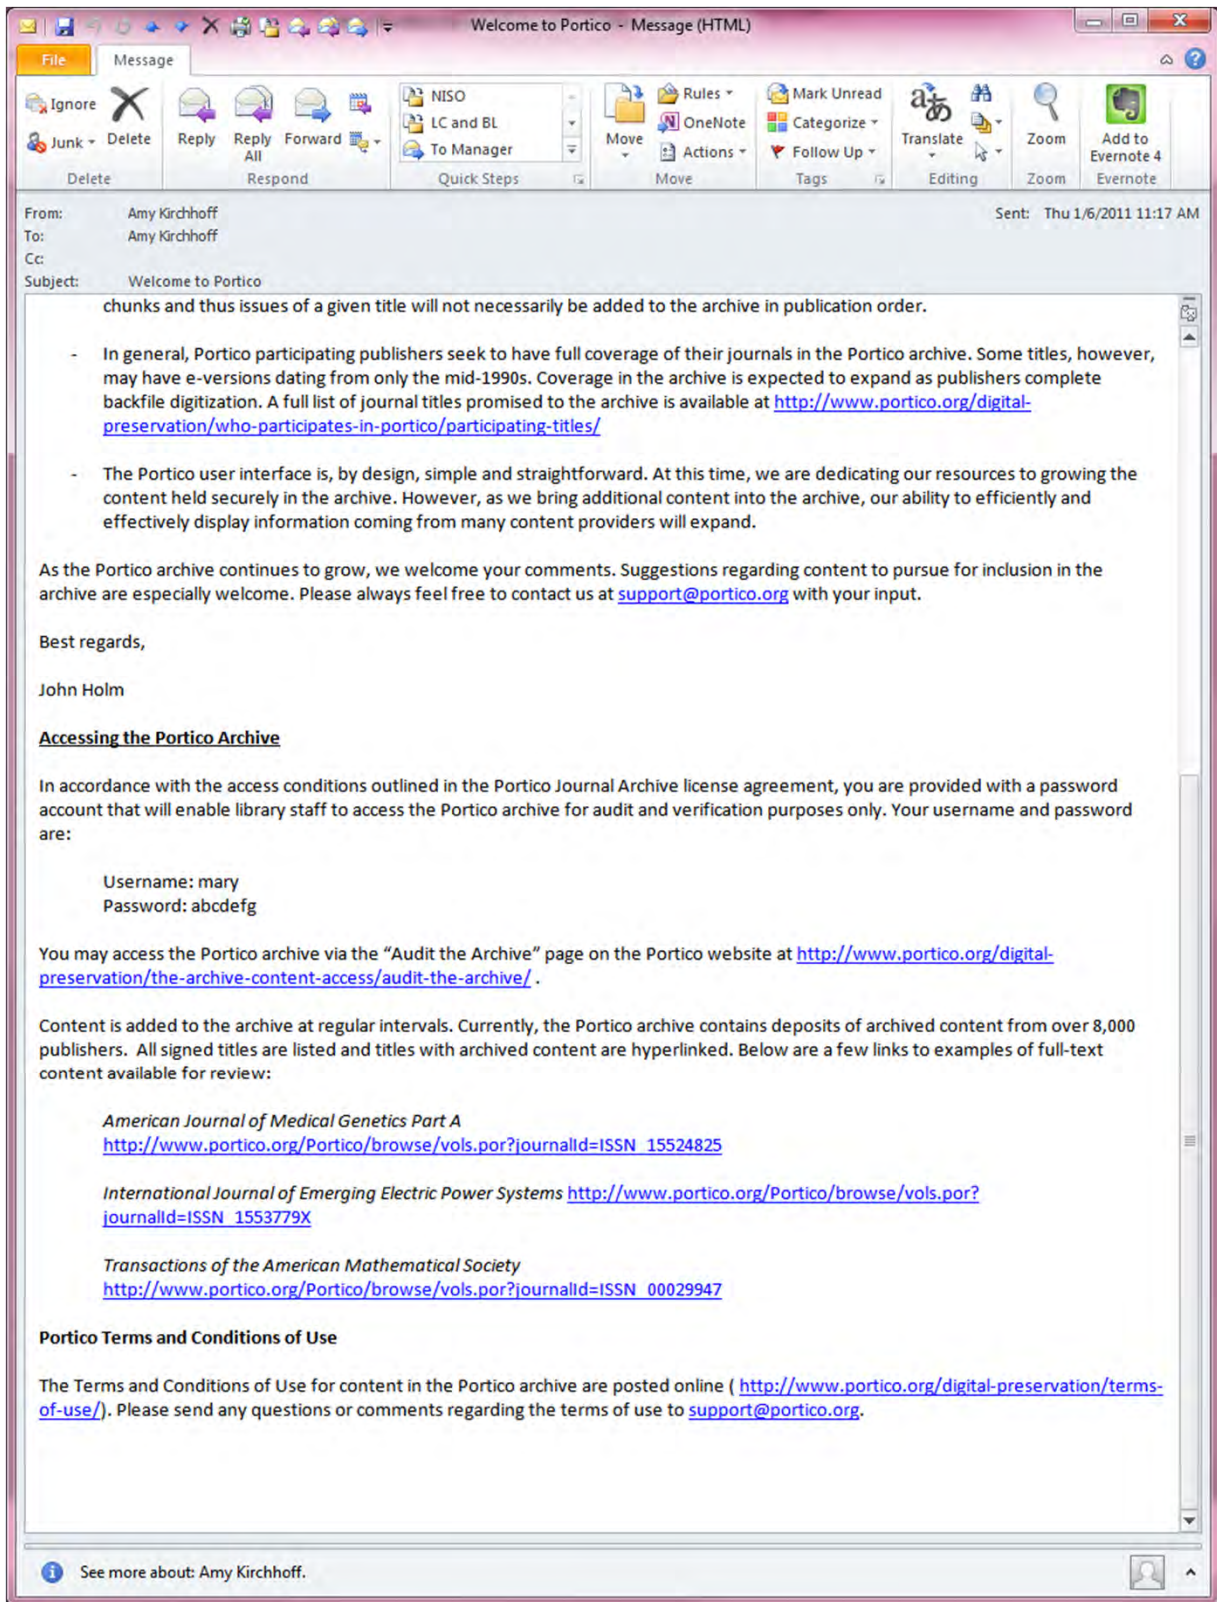 Welcome to Portico - Message (HTML)
File
Message
Ignore
Junk
Delete
Reply
Reply All
Forward
NISO
LC and BL
To Manager
Move
Rules
OneNote
Actions
Mark Unread
Categorize
Follow Up
Translate
Zoom
Add to Evernote 4
Delete
Respond
Quick Steps
Move
Tags
Editing
Zoom
Evernote
From: Amy Kirchhoff
Sent: Thu 1/6/2011 11:17 AM
To: Amy Kirchhoff
Cc:
Subject: Welcome to Portico
chunks and thus issues of a given title will not necessarily be added to the archive in publication order.
- In general, Portico participating publishers seek to have full coverage of their journals in the Portico archive. Some titles, however,
may have e-versions dating from only the mid-1990s. Coverage in the archive is expected to expand as publishers complete
backfile digitization. A full list of journal titles promised to the archive is available at http://www.portico.org/digital-
preservation/who-participates-in-portico/participating-titles/
- The Portico user interface is, by design, simple and straightforward. At this time, we are dedicating our resources to growing the
content held securely in the archive. However, as we bring additional content into the archive, our ability to efficiently and
effectively display information coming from many content providers will expand.
As the Portico archive continues to grow, we welcome your comments. Suggestions regarding content to pursue for inclusion in the
archive are especially welcome. Please always feel free to contact us at support@portico.org with your input.
Best regards,
John Holm
Accessing the Portico Archive
In accordance with the access conditions outlined in the Portico Journal Archive license agreement, you are provided with a password
account that will enable library staff to access the Portico archive for audit and verification purposes only. Your username and password
are:
Username: mary
Password: abcdefg
You may access the Portico archive via the “Audit the Archive” page on the Portico website at http://www.portico.org/digital-
preservation/the-archive-content-access/audit-the-archive/ .
Content is added to the archive at regular intervals. Currently, the Portico archive contains deposits of archived content from over 8,000
publishers. All signed titles are listed and titles with archived content are hyperlinked. Below are a few links to examples of full-text
content available for review:
American Journal of Medical Genetics Part A
http://www.portico.org/Portico/browse/vols.por?journalId=ISSN_15524825
International Journal of Emerging Electric Power Systems http://www.portico.org/Portico/browse/vols.por?
journalId=ISSN_1553779X
Transactions of the American Mathematical Society
http://www.portico.org/Portico/browse/vols.por?journalId=ISSN_00029947
Portico Terms and Conditions of Use
The Terms and Conditions of Use for content in the Portico archive are posted online ( http://www.portico.org/digital-preservation/terms-
of-use/). Please send any questions or comments regarding the terms of use to support@portico.org.
See more about: Amy Kirchhoff.